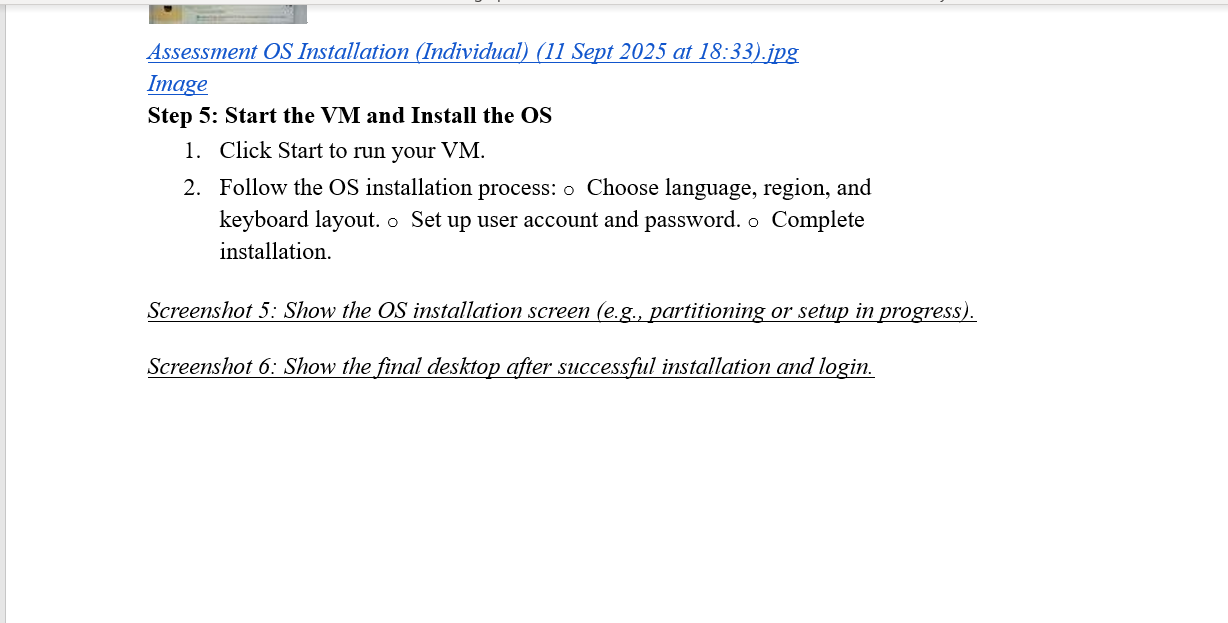 Assessment OS Installation (Individual) (11 Sept 2025 at 18:33).jpg
Image
Step 5: Start the VM and Install the OS
1. Click Start to run your VM.
2. Follow the OS installation process: o Choose language, region, and
keyboard layout. o Set up user account and password. o Complete
installation.
Screenshot 5: Show the OS installation screen (e.g., partitioning or setup in progress).
Screenshot 6: Show the final desktop after successful installation and login.